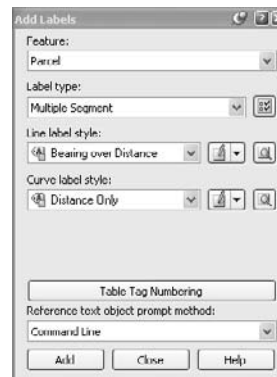 Add Labels
Feature:
Parcel
Label type:
Multiple Segment
Line label style:
Bearing over Distance
Curve label style:
Distance Only
Table Tag Numbering
Reference text object prompt method:
Command Line
Add Close Help